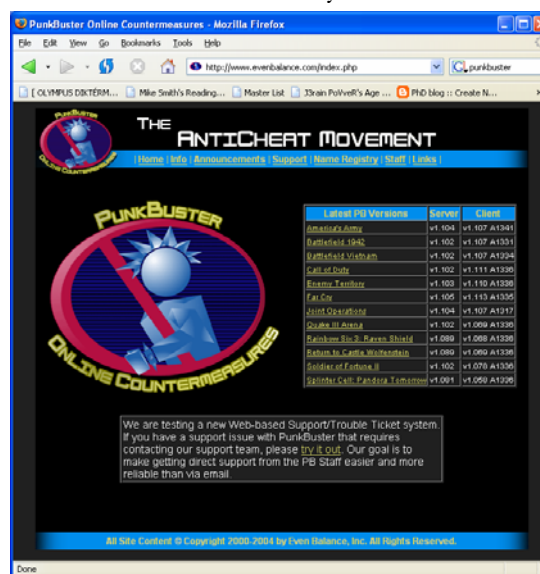 PunkBuster Online Countermeasures - Mozilla Firefox
File Edit View Go Bookmarks Tools Help
http://www.evenbalance.com/index.php
punkbuster
[ OLYMPUS DIKTERM... Mike Smith's Reading... Master List J3rain PoVveR's Age ... PhD blog :: Create N...
PUNKBUSTER
ONLINE COUNTERMEASURES
THE
ANTICHEAT MOVEMENT
| Home | Info | Announcements | Support | Name Registry | Staff | Links |
PUNKBUSTER
ONLINE COUNTERMEASURES
Latest PB Versions Server Client
America's Army v1.104 v1.107 A1341
Battlefield 1942 v1.102 v1.107 A1331
Battlefield Vietnam v1.102 v1.107 A1334
Call of Duty v1.102 v1.111 A1336
Enemy Territory v1.103 v1.110 A1336
Far Cry v1.105 v1.113 A1335
Joint Operations v1.104 v1.107 A1317
Quake III Arena v1.102 v1.069 A1336
Rainbow Six 3: Raven Shield v1.089 v1.068 A1336
Return to Castle Wolfenstein v1.089 v1.069 A1336
Soldier of Fortune II v1.102 v1.078 A1336
Splinter Cell: Pandora Tomorrow v1.091 v1.059 A1336
We are testing a new Web-based Support/Trouble Ticket system.
If you have a support issue with PunkBuster that requires
contacting our support team, please try it out. Our goal is to
make getting direct support from the PB Staff easier and more
reliable than via email.
All Site Content © Copyright 2000-2004 by Even Balance, Inc. All Rights Reserved.
Done